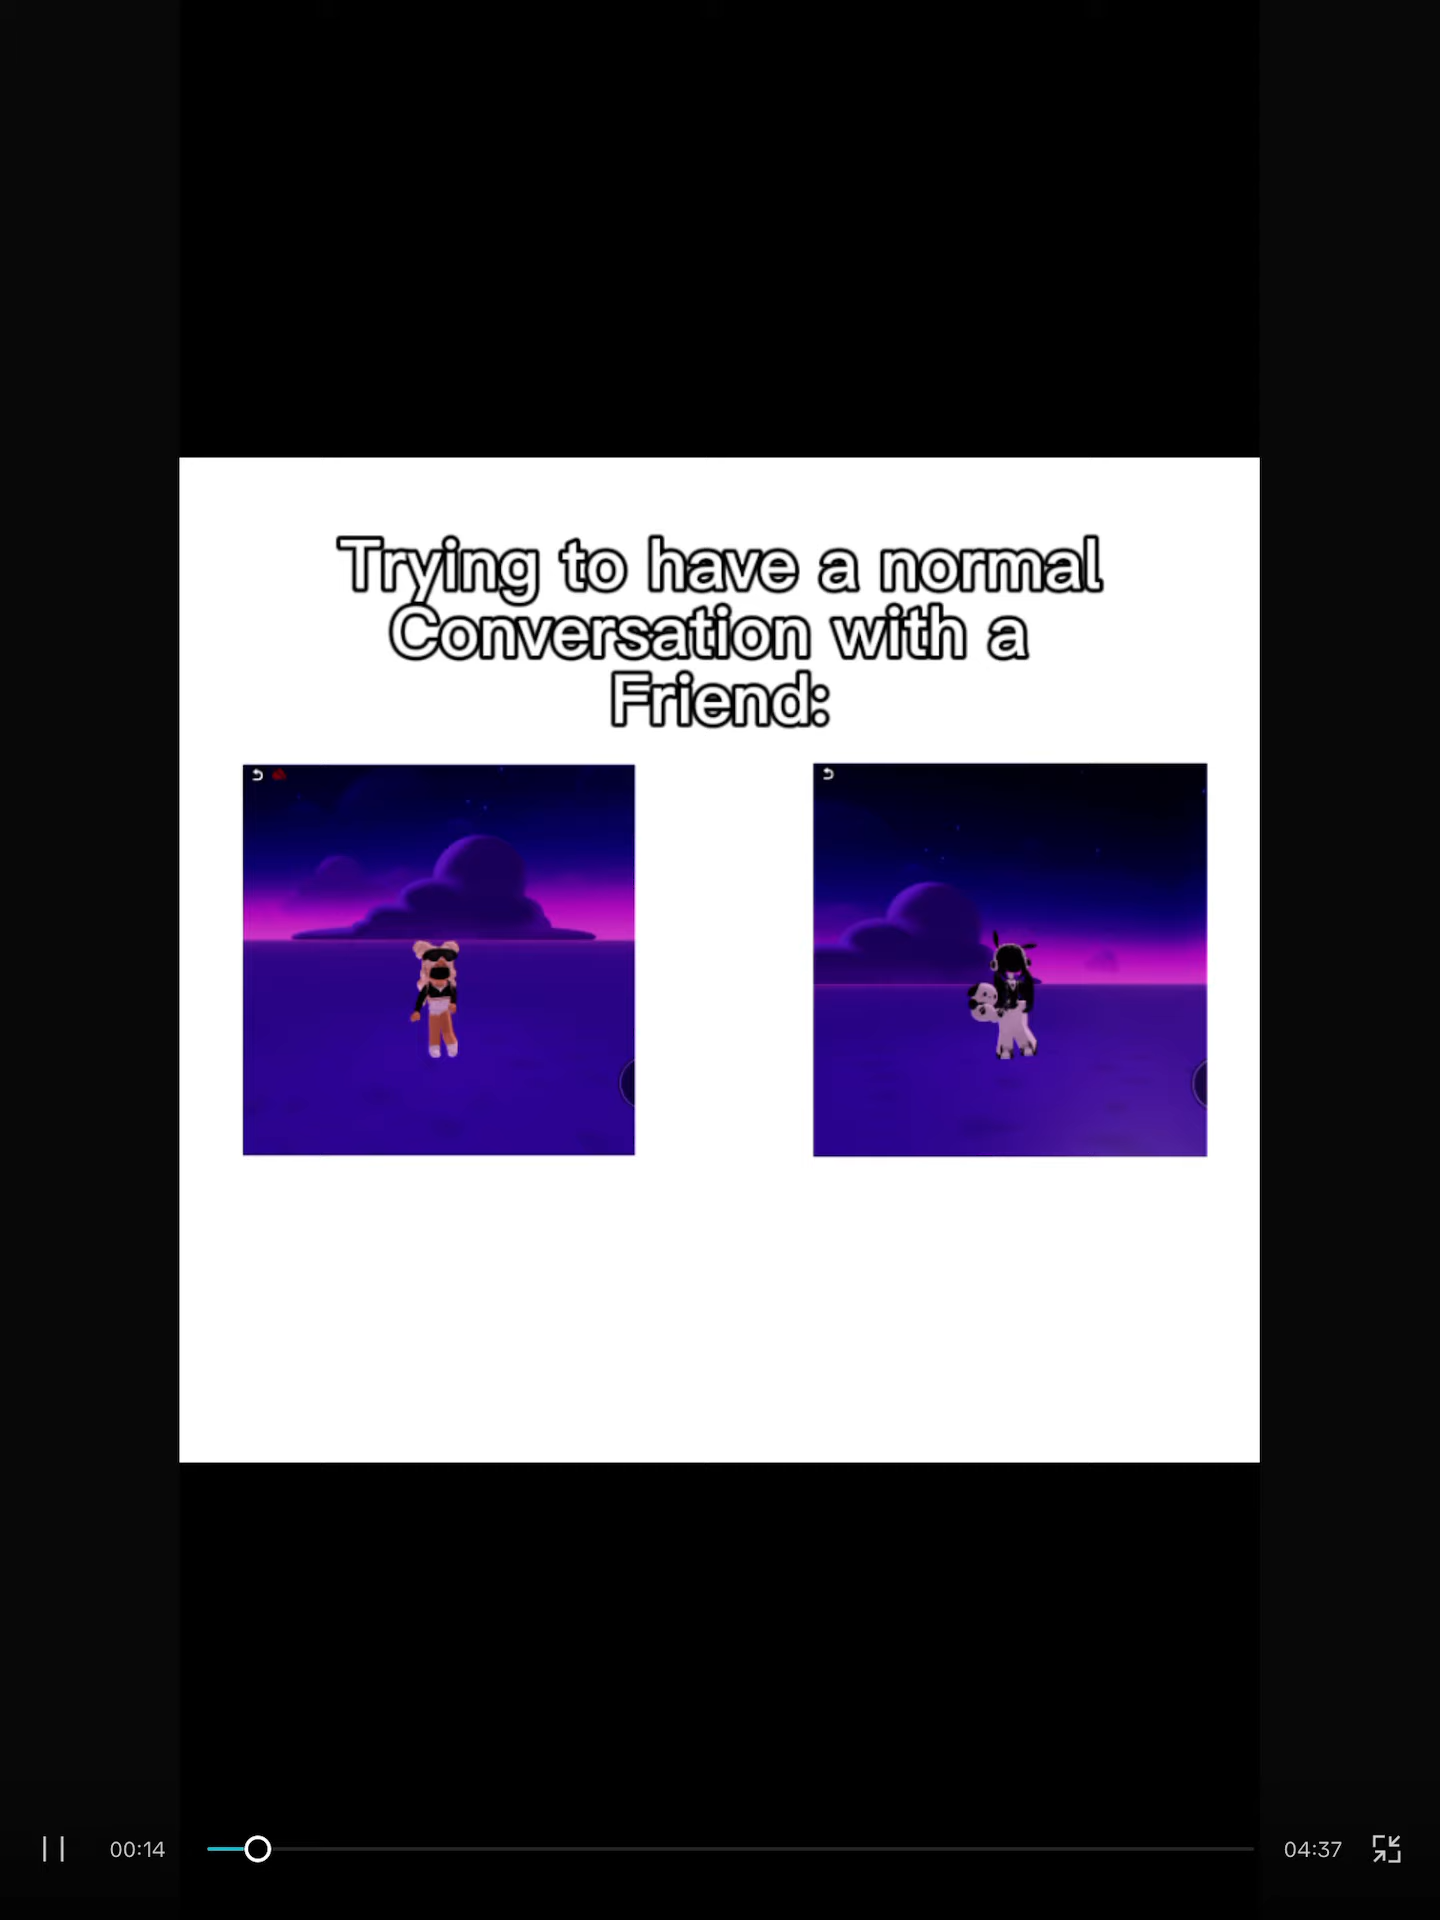 Trying to have a normal
Conversation with a
Friend:
00:14
04:37